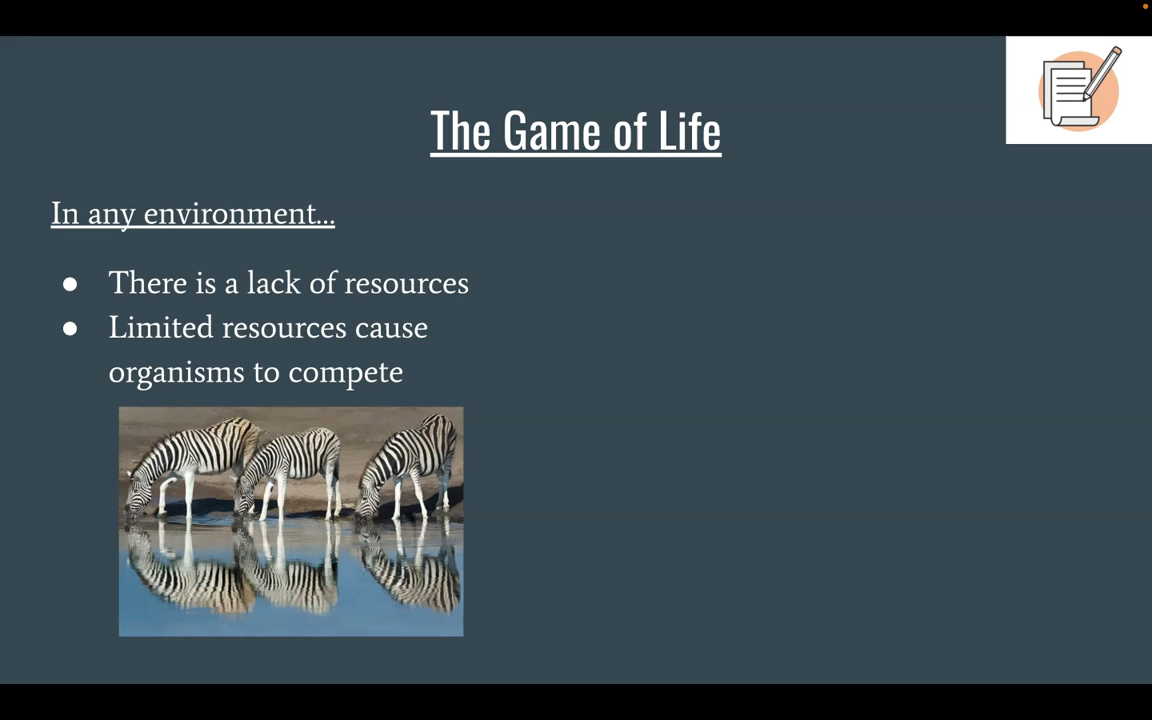 The Game of Life
In any environment...
● There is a lack of resources
● Limited resources cause
organisms to compete